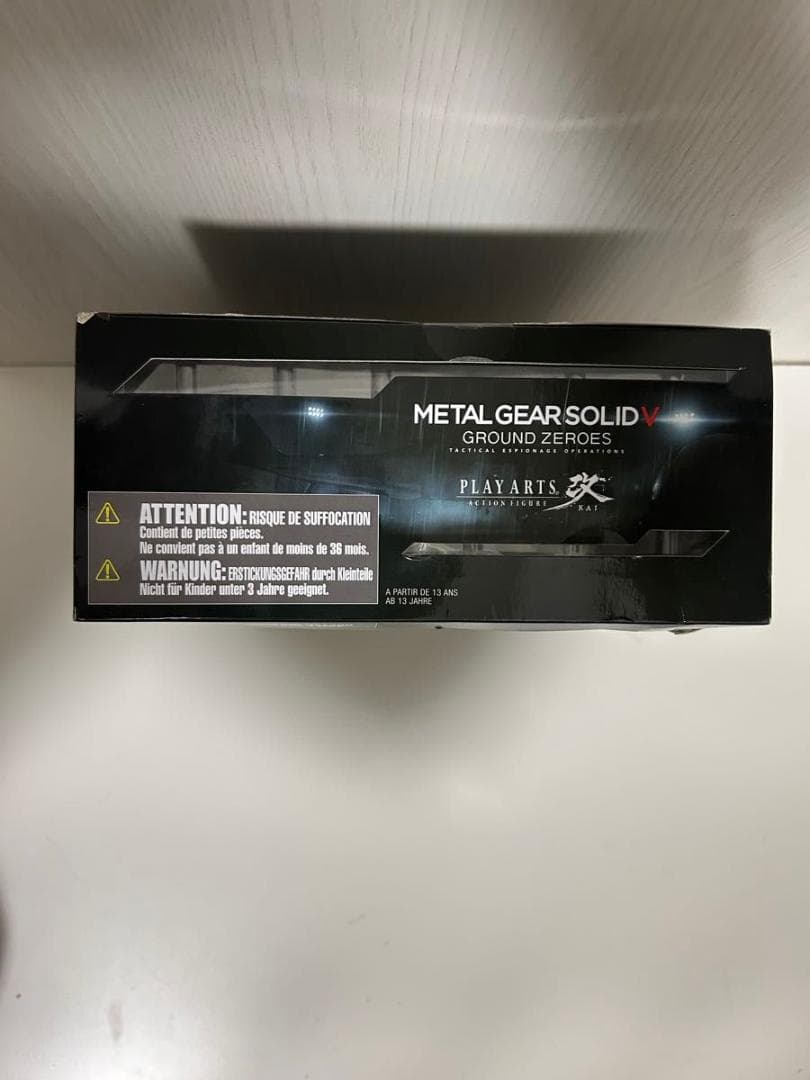 METAL GEAR SOLID V
GROUND ZEROES
TACTICAL ESPIONAGE OPERATIONS
PLAY ARTS 改
ACTION FIGURE KAI
ATTENTION: RISQUE DE SUFFOCATION
Contient de petites pièces.
Ne convient pas à un enfant de moins de 36 mois.
WARNUNG: ERSTICKUNGSGEFAHR durch Kleinteile
Nicht für Kinder unter 3 Jahre geeignet.
A PARTIR DE 13 ANS
AB 13 JAHRE